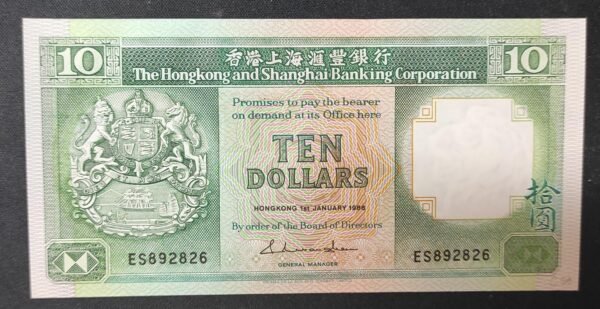 10
香港上海滙豐銀行
10
The Hongkong and Shanghai Banking Corporation
Promises to pay the bearer
on demand at its Office here
TEN
DOLLARS
HONGKONG 1st JANUARY 1986
By order of the Board of Directors
GENERAL MANAGER
拾
圓
ES892826
ES892826